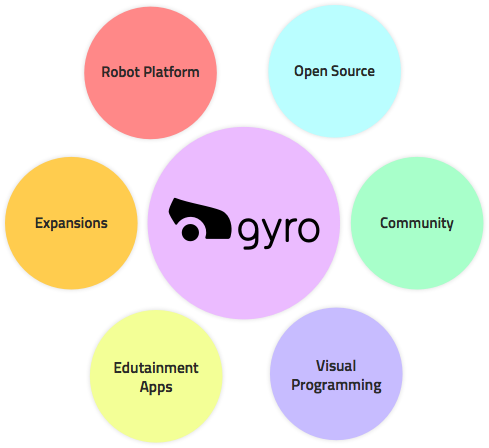 Robot Platform
Open Source
Expansions
gyro
Community
Edutainment
Apps
Visual
Programming